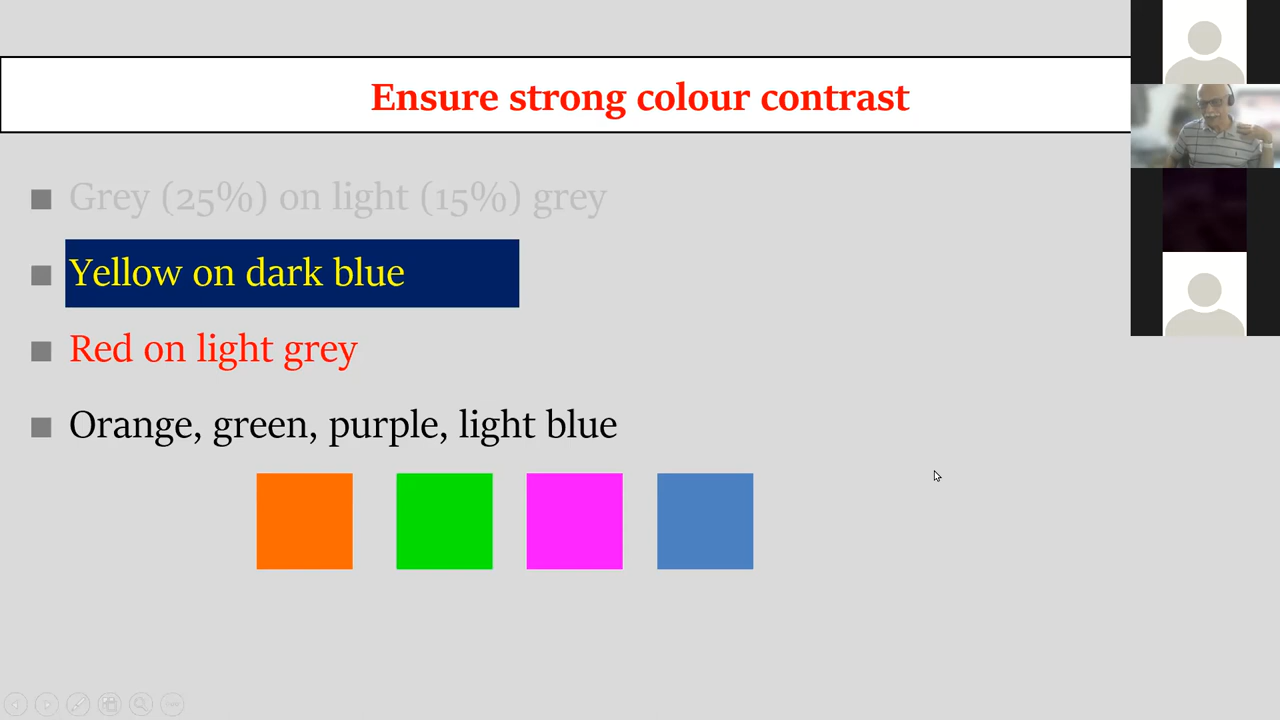 Ensure strong colour contrast
Grey (25%) on light (15%) grey
Yellow on dark blue
Red on light grey
Orange, green, purple, light blue